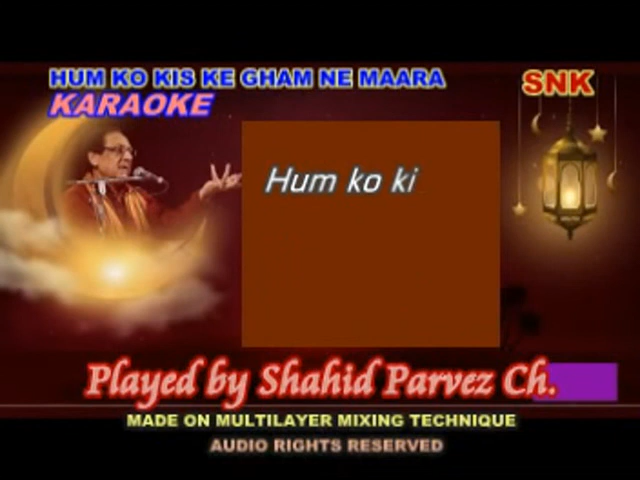 HUM KO KIS KE GHAM NE MAARA
SNK
KARAOKE
Hum ko ki
Played by Shahid Parvez Ch.
MADE ON MULTILAYER MIXING TECHNIQUE
AUDIO RIGHTS RESERVED